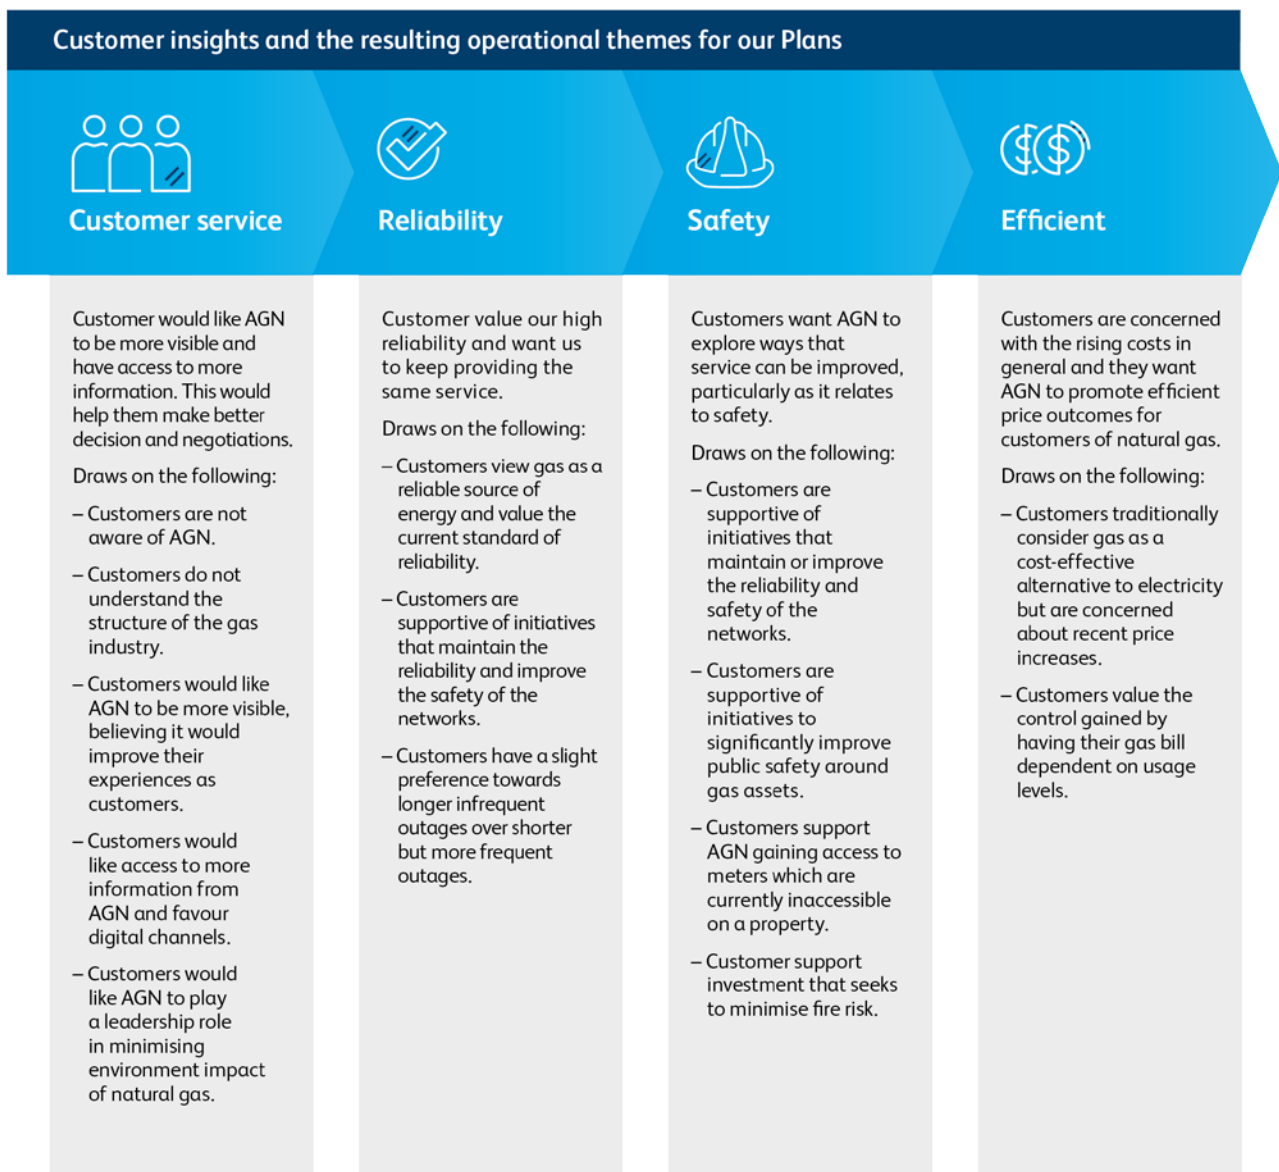 Customer insights and the resulting operational themes for our Plans
Customer service
Reliability
Safety
Efficient
Customer would like AGN
to be more visible and
have access to more
information. This would
help them make better
decision and negotiations.
Draws on the following:
– Customers are not
aware of AGN.
– Customers do not
understand the
structure of the gas
industry.
– Customers would like
AGN to be more visible,
believing it would
improve their
experiences as
customers.
– Customers would
like access to more
information from
AGN and favour
digital channels.
– Customers would
like AGN to play
a leadership role
in minimising
environment impact
of natural gas.
Customer value our high
reliability and want us
to keep providing the
same service.
Draws on the following:
– Customers view gas as a
reliable source of
energy and value the
current standard of
reliability.
– Customers are
supportive of initiatives
that maintain the
reliability and improve
the safety of the
networks.
– Customers have a slight
preference towards
longer infrequent
outages over shorter
but more frequent
outages.
Customers want AGN to
explore ways that
service can be improved,
particularly as it relates
to safety.
Draws on the following:
– Customers are
supportive of
initiatives that
maintain or improve
the reliability and
safety of the
networks.
– Customers are
supportive of
initiatives to
significantly improve
public safety around
gas assets.
– Customers support
AGN gaining access to
meters which are
currently inaccessible
on a property.
– Customer support
investment that seeks
to minimise fire risk.
Customers are concerned
with the rising costs in
general and they want
AGN to promote efficient
price outcomes for
customers of natural gas.
Draws on the following:
– Customers traditionally
consider gas as a
cost-effective
alternative to electricity
but are concerned
about recent price
increases.
– Customers value the
control gained by
having their gas bill
dependent on usage
levels.